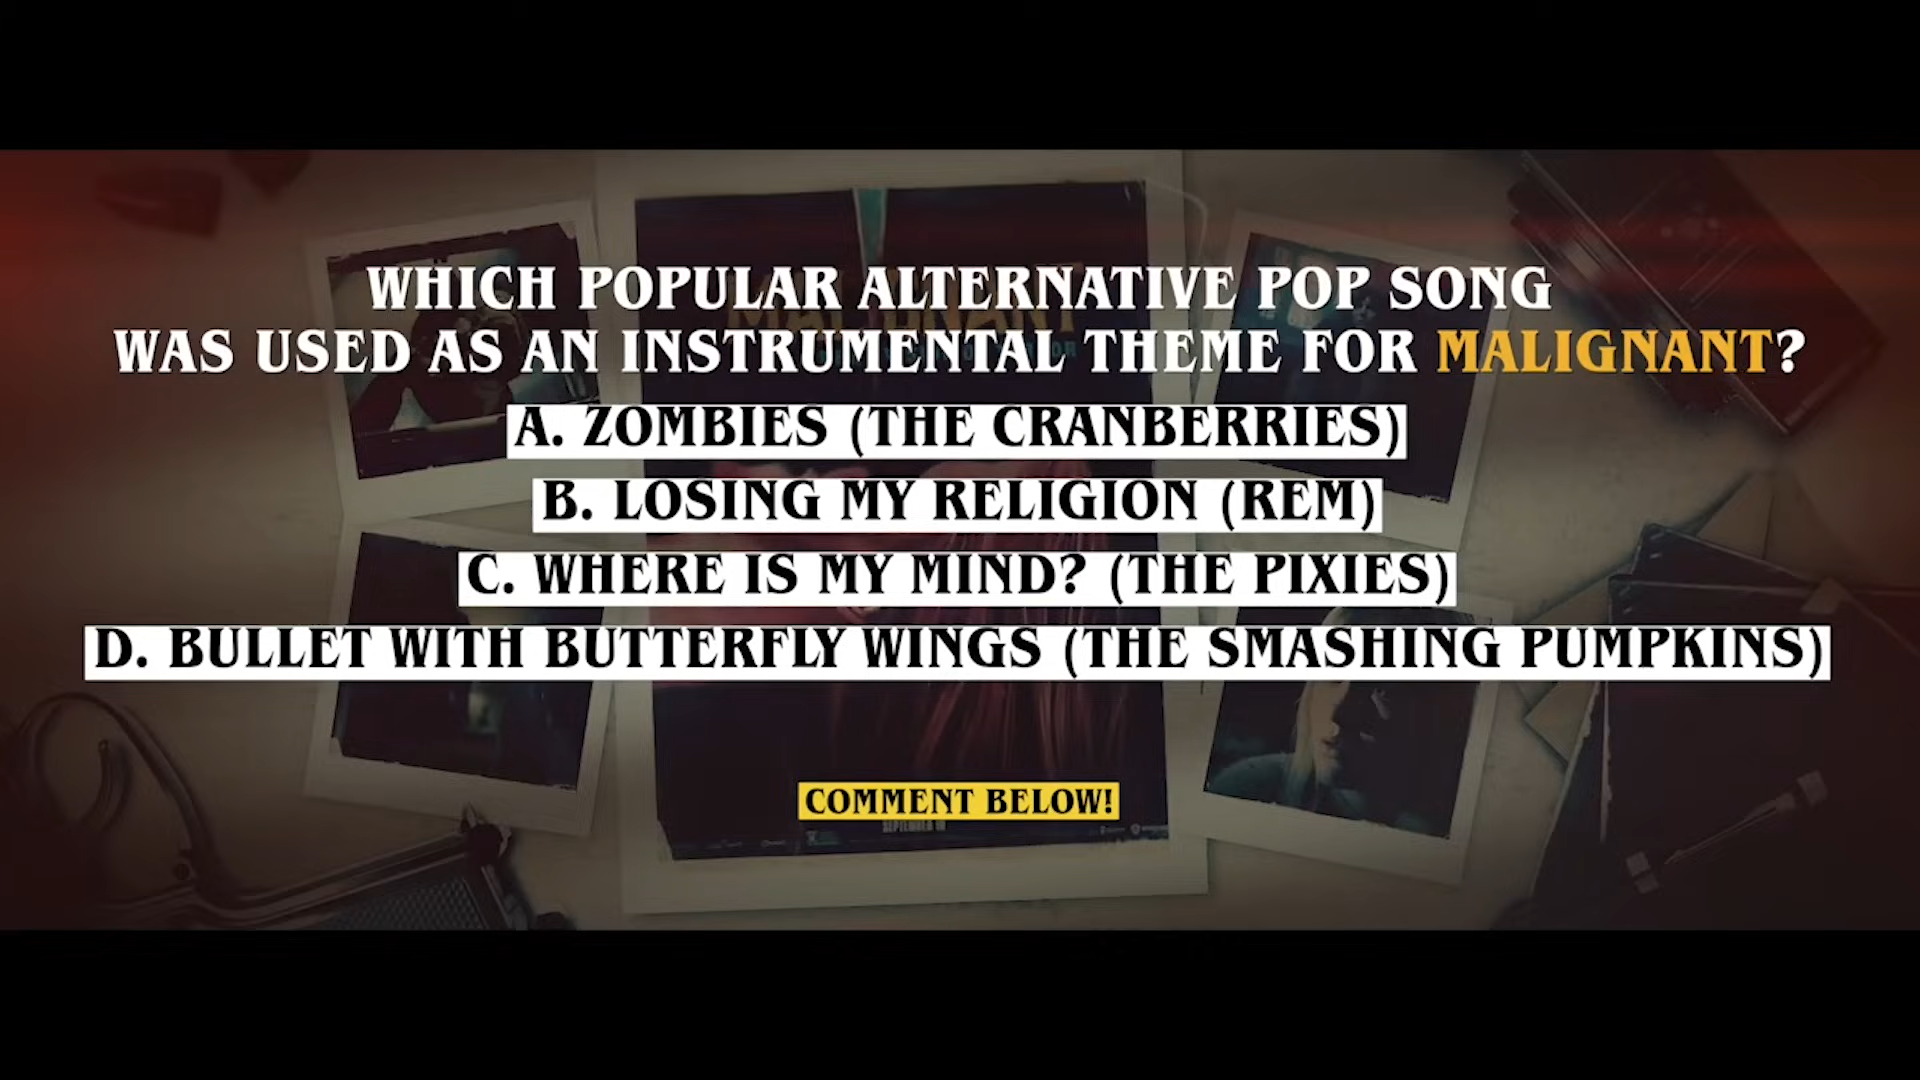 WHICH POPULAR ALTERNATIVE POP SONG
WAS USED AS AN INSTRUMENTAL THEME FOR MALIGNANT?
A. ZOMBIES (THE CRANBERRIES)
B. LOSING MY RELIGION (REM)
C. WHERE IS MY MIND? (THE PIXIES)
D. BULLET WITH BUTTERFLY WINGS (THE SMASHING PUMPKINS)
COMMENT BELOW!